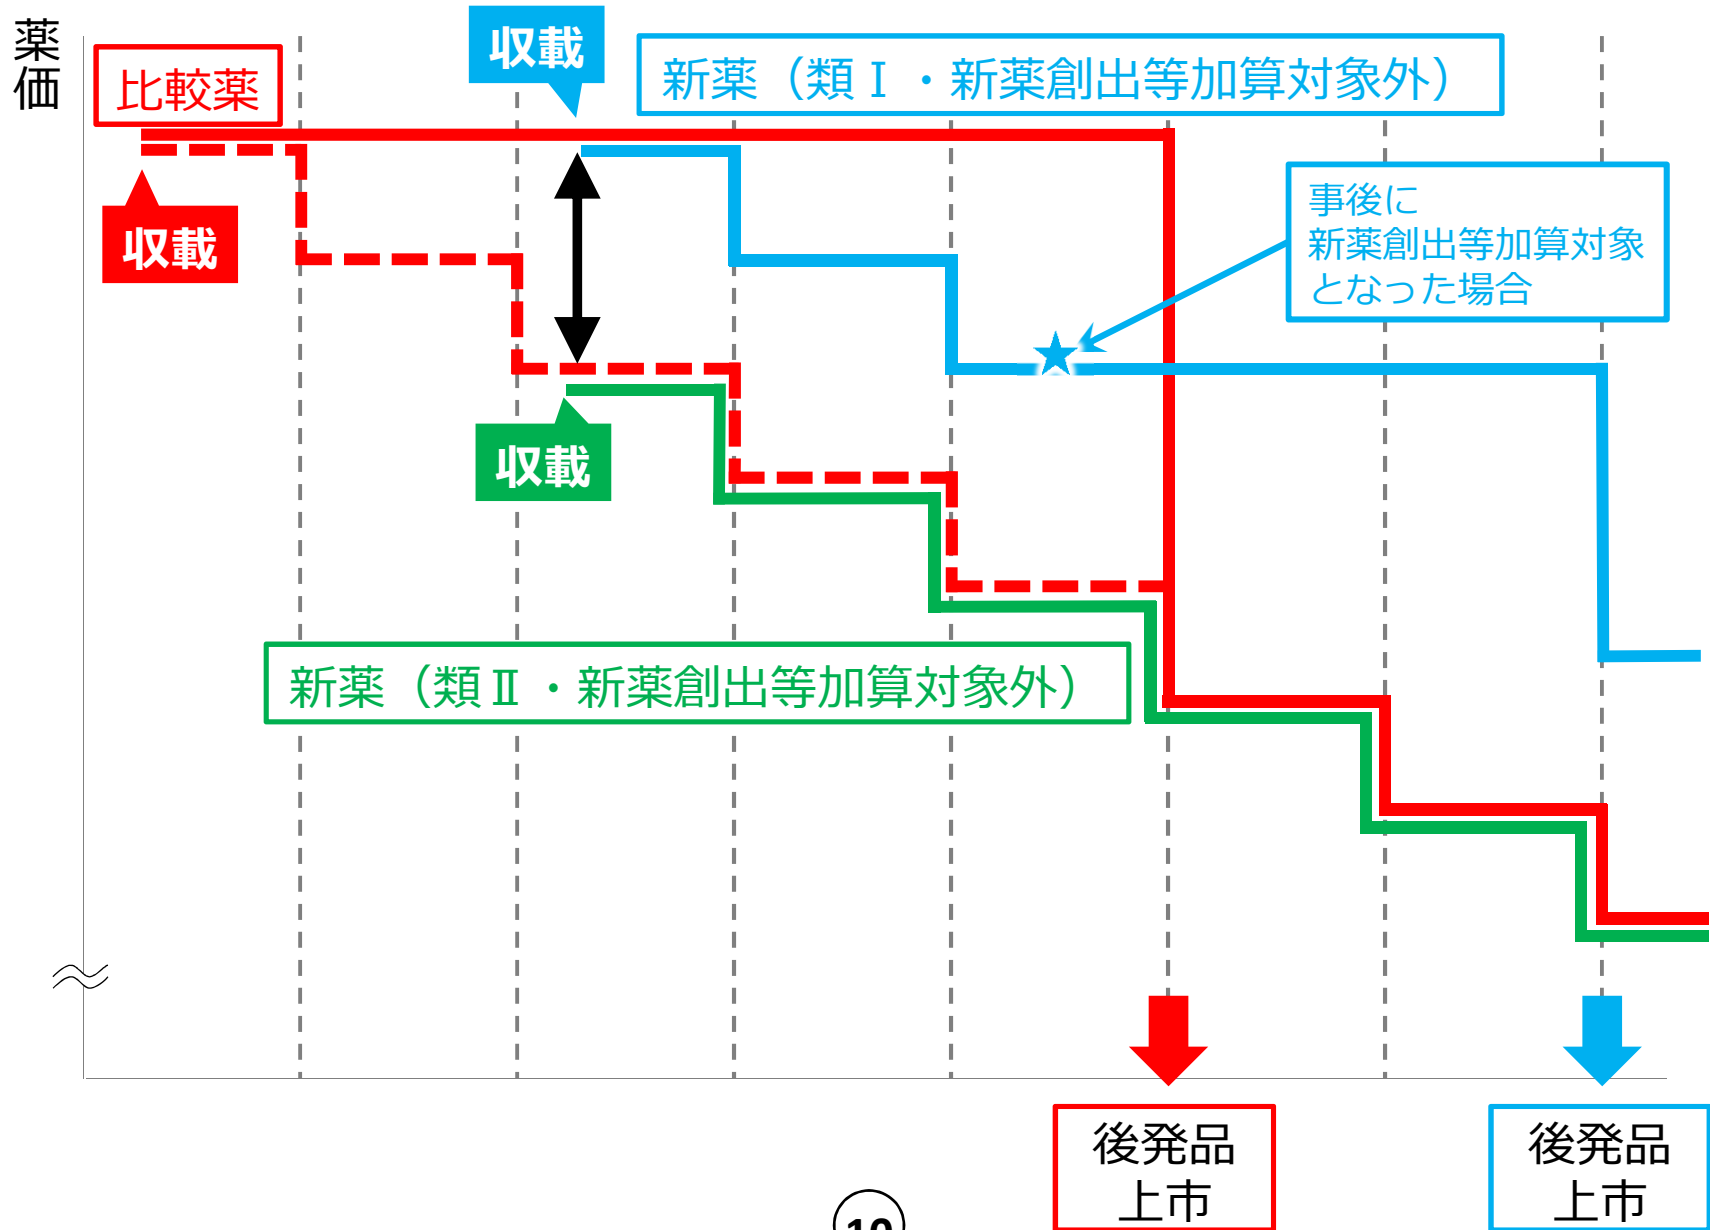 薬価
比較薬
収載
新薬（類Ⅰ・新薬創出等加算対象外）
収載
事後に
新薬創出等加算対象
となった場合
収載
新薬（類Ⅱ・新薬創出等加算対象外）
後発品
上市
後発品
上市